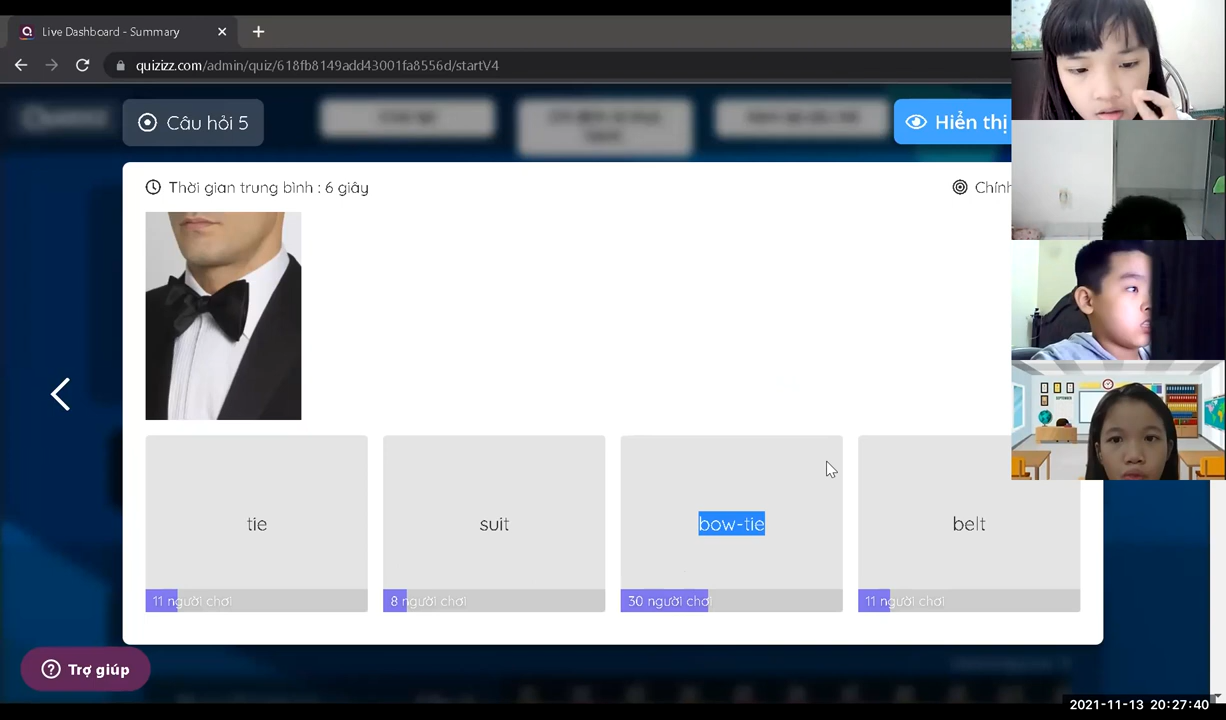 Live Dashboard - Summary
quizizz.com/admin/quiz/618fb8149add43001fa8556d/startV4
Câu hỏi 5
Hiển thị
Thời gian trung bình : 6 giây
Chính
tie
suit
bow-tie
belt
11 người chơi
8 người chơi
30 người chơi
11 người chơi
Trợ giúp
2021-11-13 20:27:40